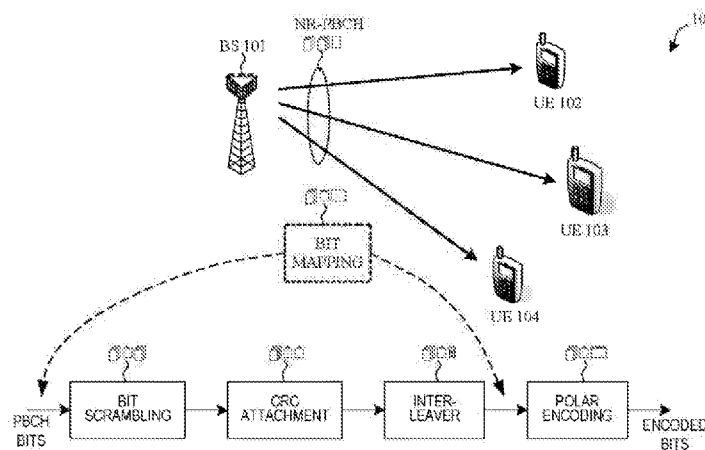 BS 101
NR-PBCH
UE 102
UE 103
UE 104
BIT
MAPPING
BIT
SCRAMBLING
CRC
ATTACHMENT
INTER-
LEAVER
POLAR
ENCODING
PBCH
BITS
ENCODED
BITS